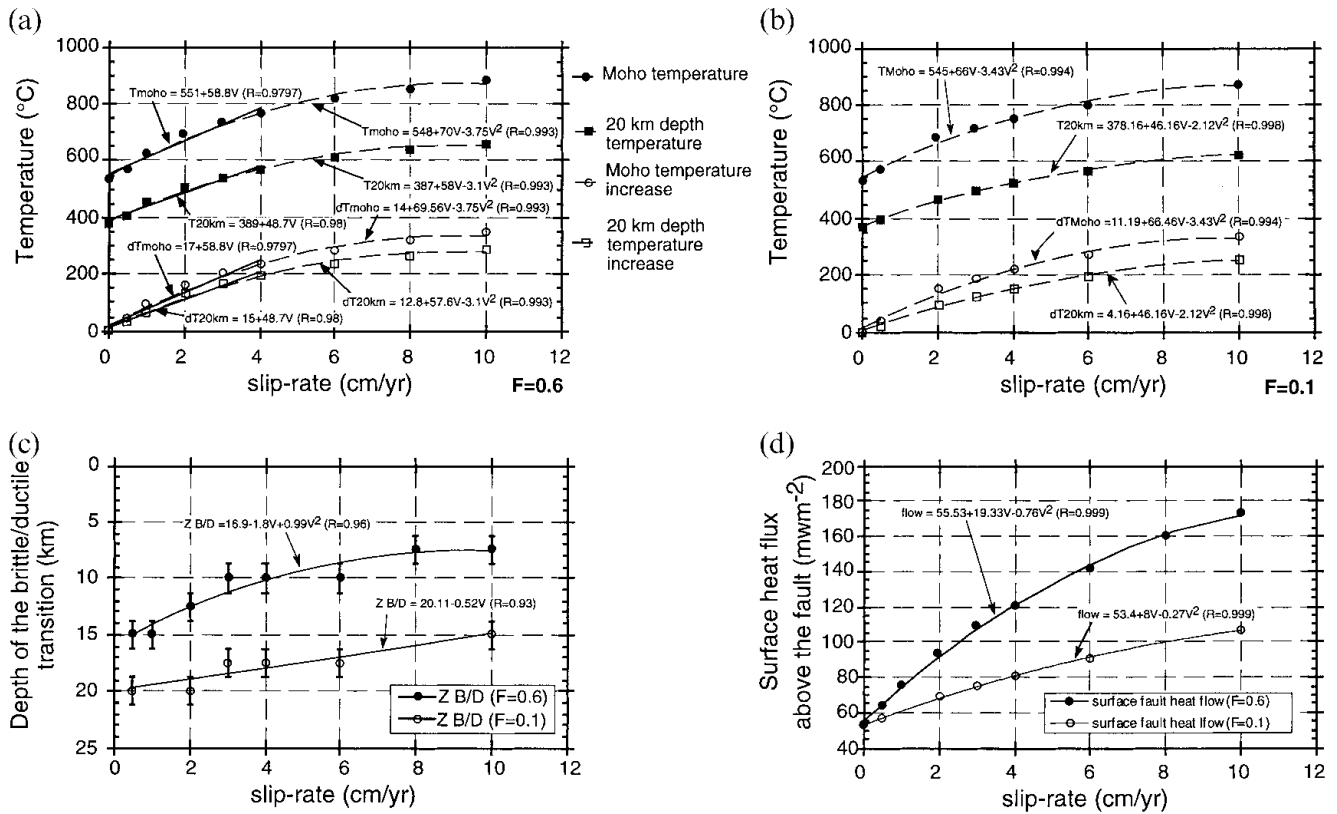 (a)
Temperature (°C)
1000
800
600
400
200
0
Tmoho = 551+58.8V (R=0.9797)
Tmoho = 548+70V-3.75V² (R=0.993)
T20km = 387+58V-3.1V² (R=0.993)
T20km = 389+48.7V (R=0.98)
dTmoho = 14+69.56V-3.75V² (R=0.993)
dTmoho=17+58.8V (R=0.9797)
dT20km = 12.8+57.6V-3.1V² (R=0.993)
dT20km = 15+48.7V (R=0.98)
0 2 4 6 8 10 12
slip-rate (cm/yr)
F=0.6
Moho temperature
20 km depth
temperature
Moho temperature
increase
20 km depth
temperature
increase
(b)
Temperature (°C)
1000
800
600
400
200
0
TMoho = 545+66V-3.43V² (R=0.994)
T20km = 378.16+46.16V-2.12V² (R=0.998)
dTMoho =11.19+66.46V-3.43V² (R=0.994)
dT20km = 4.16+46.16V-2.12V² (R=0.998)
0 2 4 6 8 10 12
slip-rate (cm/yr)
F=0.1
(c)
Depth of the brittle/ductile
transition (km)
0
5
10
15
20
25
Z B/D =16.9-1.8V+0.99V² (R=0.96)
Z B/D = 20.11-0.52V (R=0.93)
Z B/D (F=0.6)
Z B/D (F=0.1)
0 2 4 6 8 10 12
slip-rate (cm/yr)
(d)
Surface heat flux
above the fault (mwm⁻²)
200
180
160
140
120
100
80
60
40
flow = 55.53+19.33V-0.76V² (R=0.999)
flow = 53.4+8V-0.27V² (R=0.999)
surface fault heat flow (F=0.6)
surface fault heat lfow (F=0.1)
0 2 4 6 8 10 12
slip-rate (cm/yr)